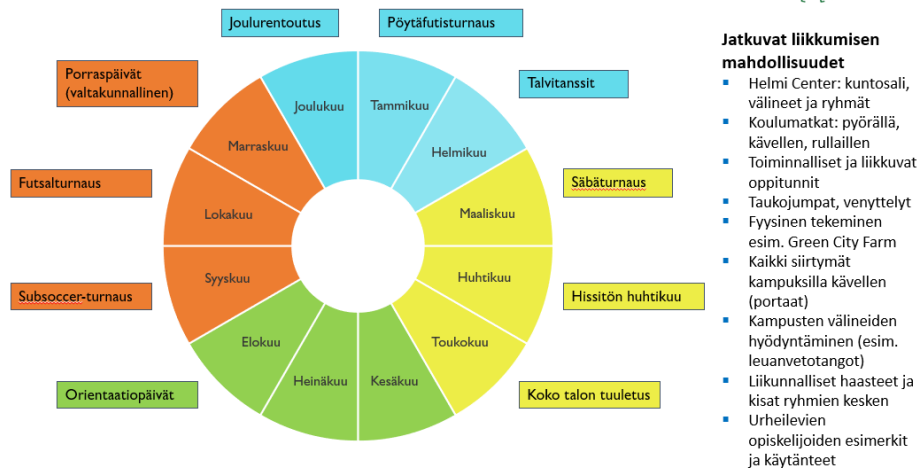 Joulurentoutus
Pöytäfutisturnaus
Porraspäivät
(valtakunnallinen)
Talvitanssit
Futsalturnaus
Säbäturnaus
Subsoccer-turnaus
Hissitön huhtikuu
Orientaatiopäivät
Koko talon tuuletus
Joulukuu
Tammikuu
Helmikuu
Maaliskuu
Huhtikuu
Toukokuu
Kesäkuu
Heinäkuu
Elokuu
Syyskuu
Lokakuu
Marraskuu
Jatkuvat liikkumisen
mahdollisuudet
▪ Helmi Center: kuntosali,
välineet ja ryhmät
▪ Koulumatkat: pyörällä,
kävellen, rullaillen
▪ Toiminnalliset ja liikkuvat
oppitunnit
▪ Taukojumpat, venyttelyt
▪ Fyysinen tekeminen
esim. Green City Farm
▪ Kaikki siirtymät
kampuksilla kävellen
(portaat)
▪ Kampusten välineiden
hyödyntäminen (esim.
leuanvetotangot)
▪ Liikunnalliset haasteet ja
kisat ryhmien kesken
▪ Urheilevien
opiskelijoiden esimerkit
ja käytänteet